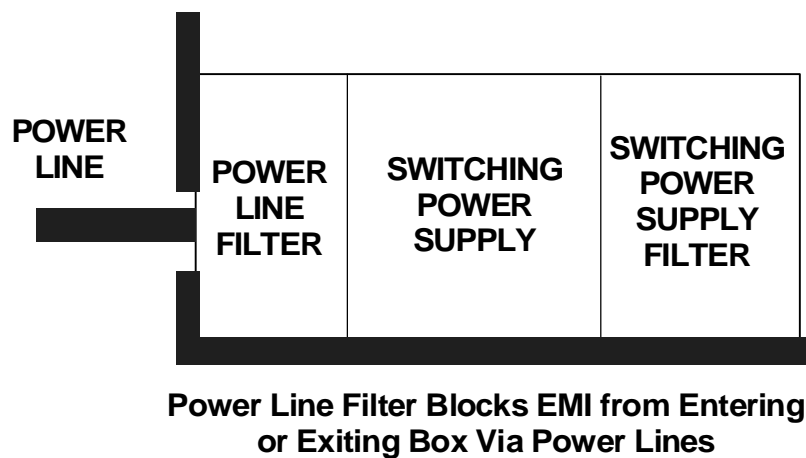 POWER
LINE
POWER
LINE
FILTER
SWITCHING
POWER
SUPPLY
SWITCHING
POWER
SUPPLY
FILTER
Power Line Filter Blocks EMI from Entering
or Exiting Box Via Power Lines